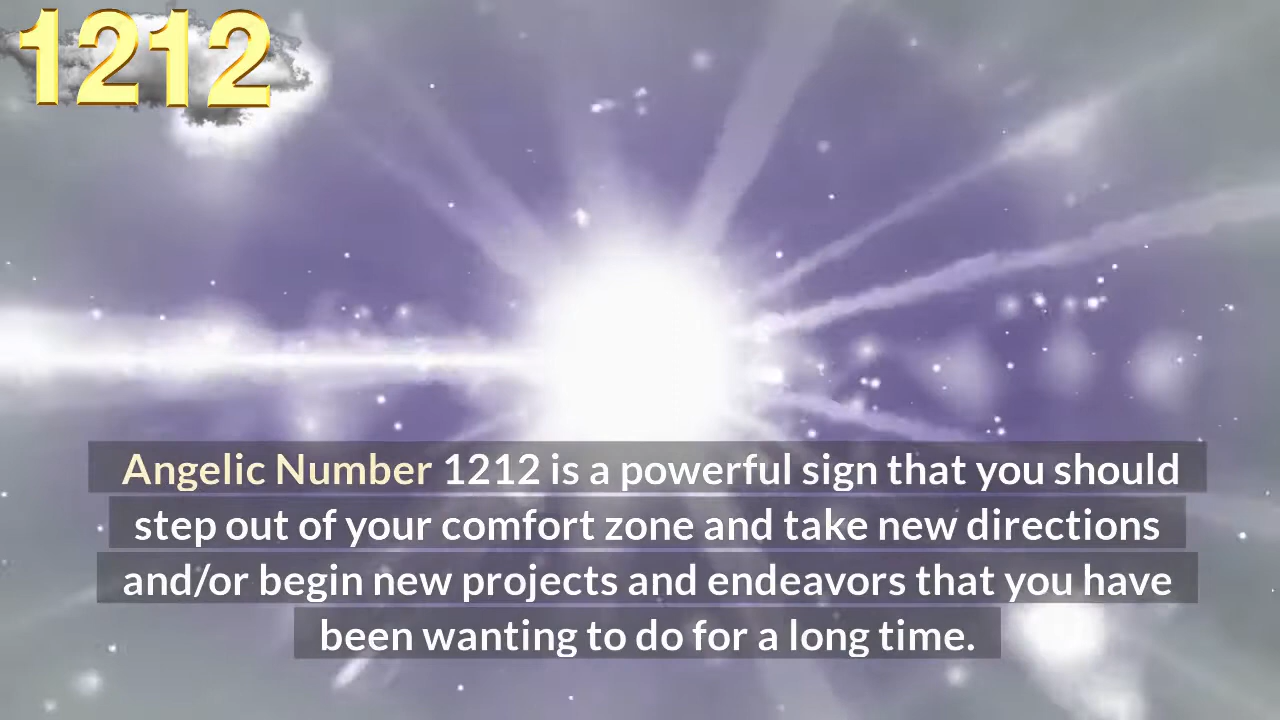 1212
Angelic Number 1212 is a powerful sign that you should
step out of your comfort zone and take new directions
and/or begin new projects and endeavors that you have
been wanting to do for a long time.